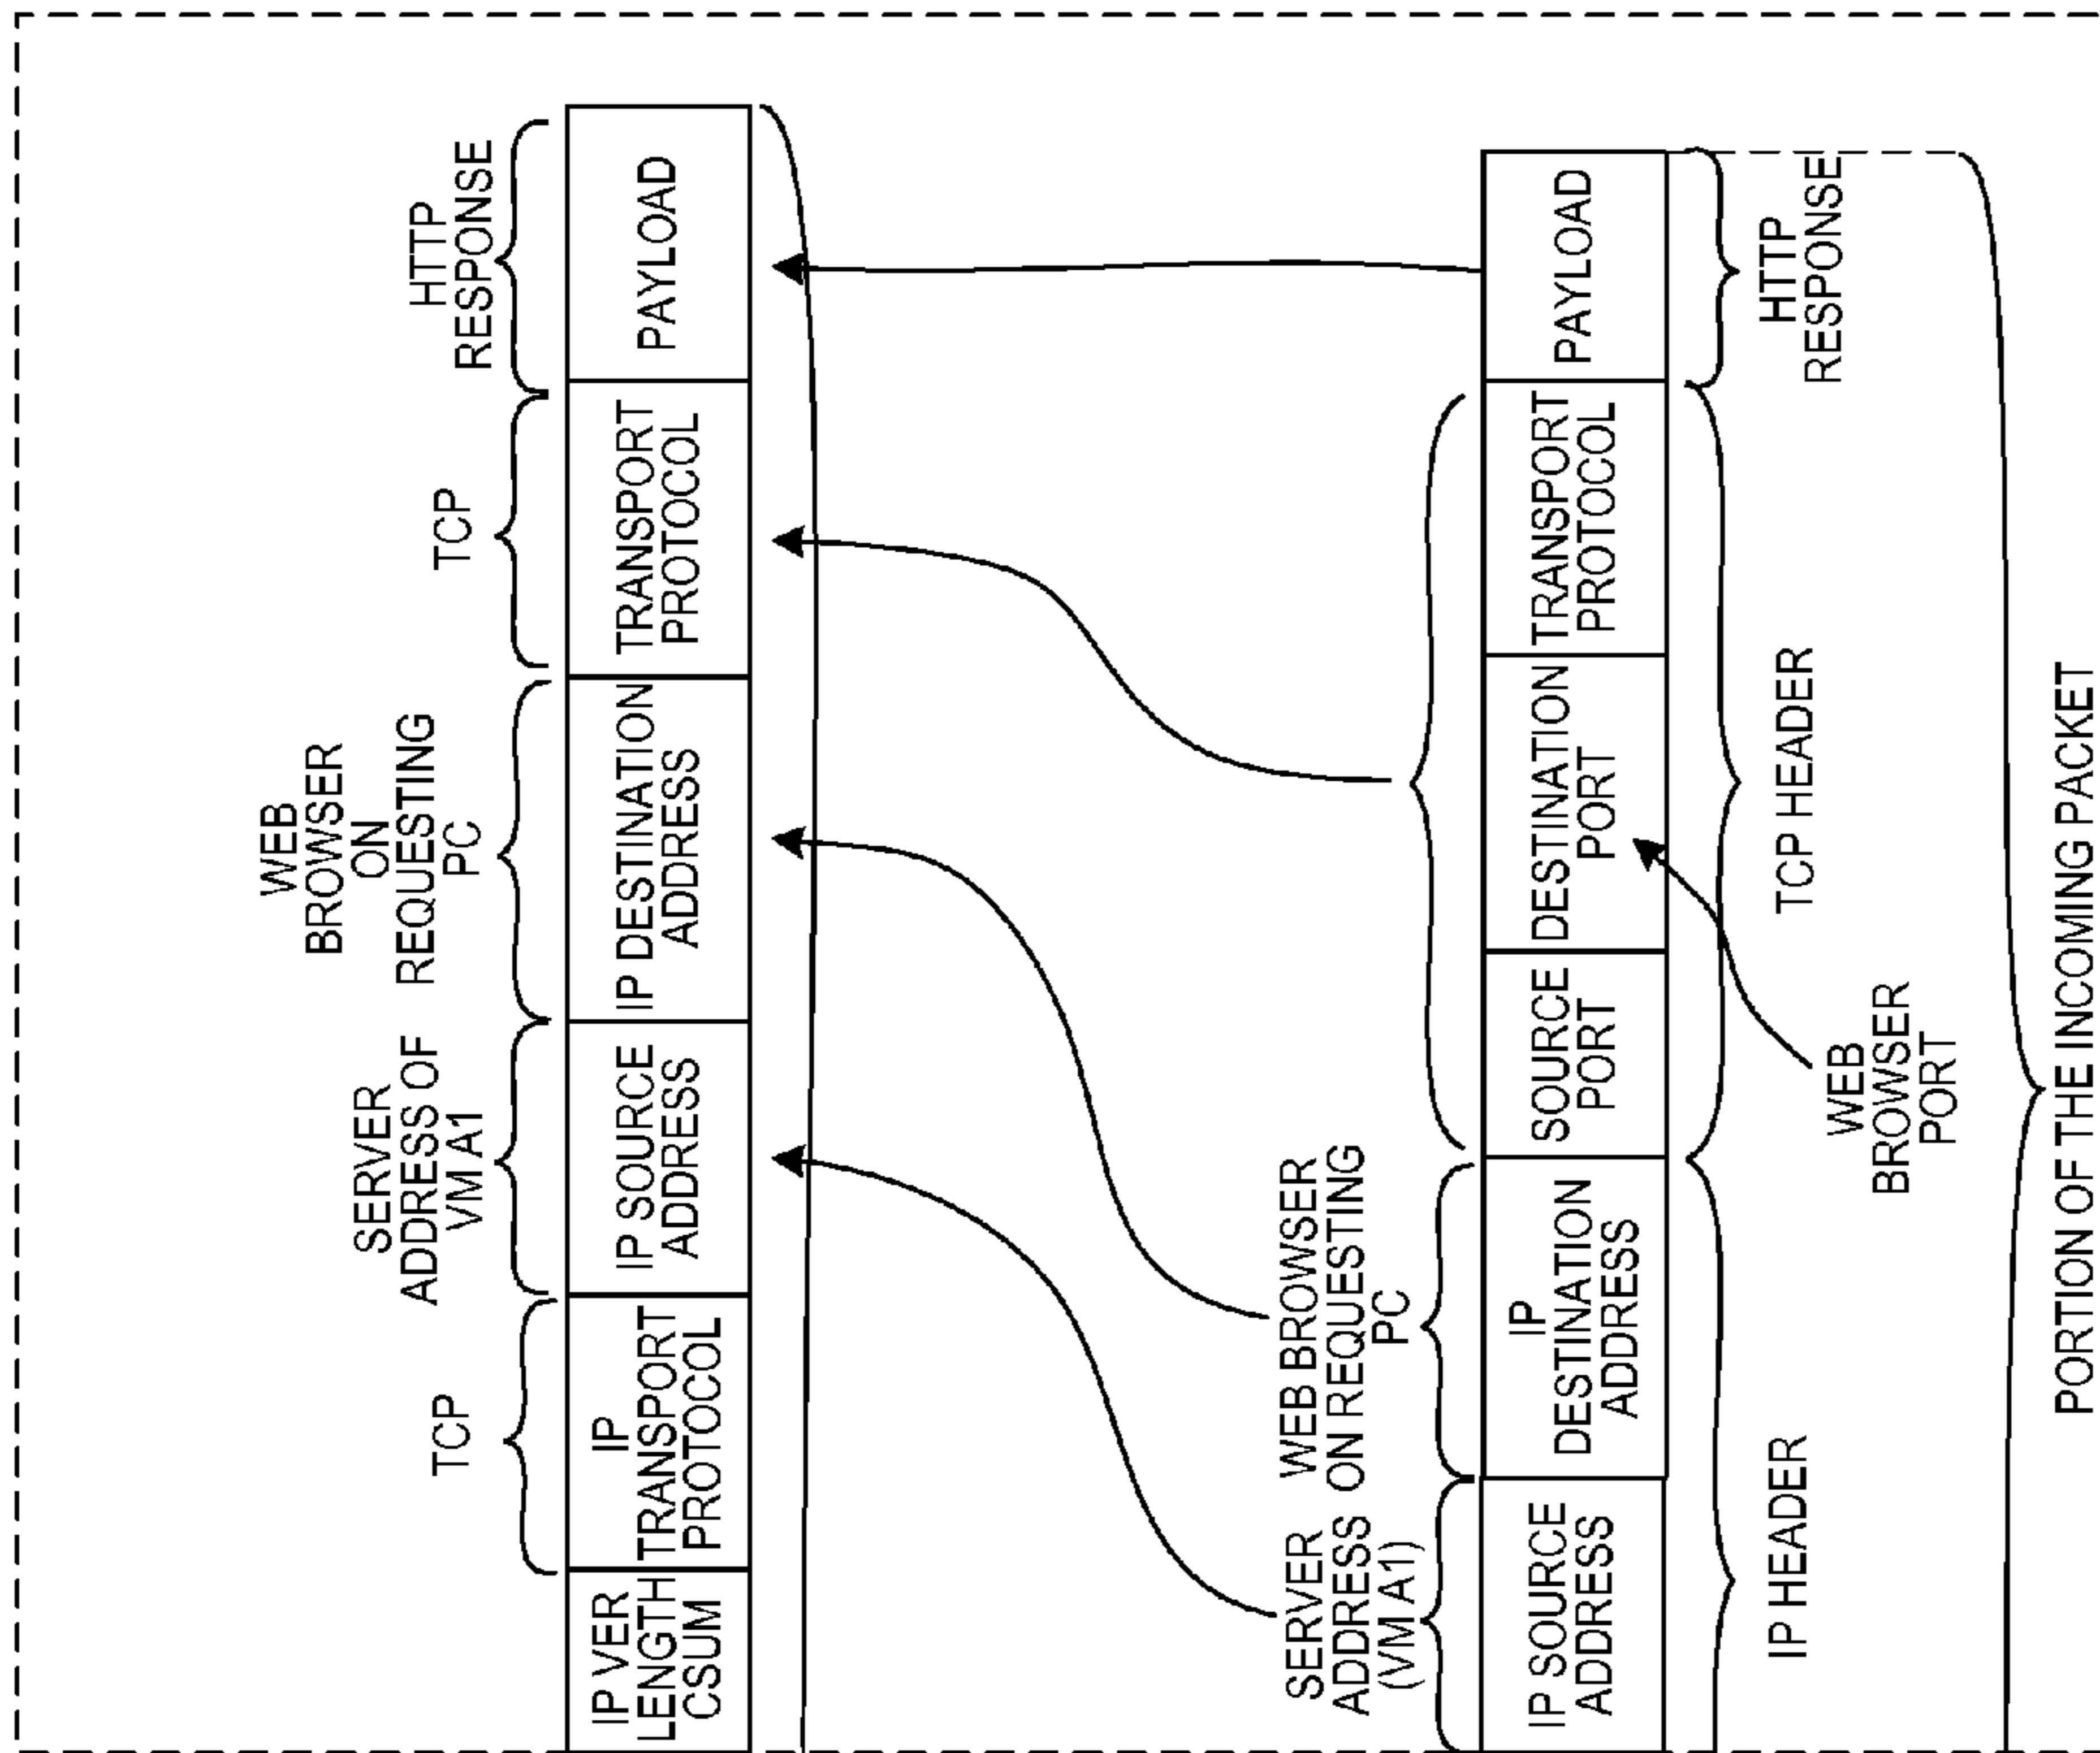 TCP
SERVER
ADDRESS OF
VM A1
WEB
BROWSER
ON
REQUESTING
PC
TCP
HTTP
RESPONSE
IP VER
LENGTH
CSUM
IP
TRANSPORT
PROTOCOL
IP SOURCE
ADDRESS
IP DESTINATION
ADDRESS
TRANSPORT
PROTOCOL
PAYLOAD
SERVER
ADDRESS
(VM A1)
WEB BROWSER
ON REQUESTING
PC
IP SOURCE
ADDRESS
IP
DESTINATION
ADDRESS
SOURCE
PORT
DESTINATION
PORT
TRANSPORT
PROTOCOL
PAYLOAD
IP HEADER
TCP HEADER
HTTP
RESPONSE
WEB
BROWSER
PORT
PORTION OF THE INCOMING PACKET